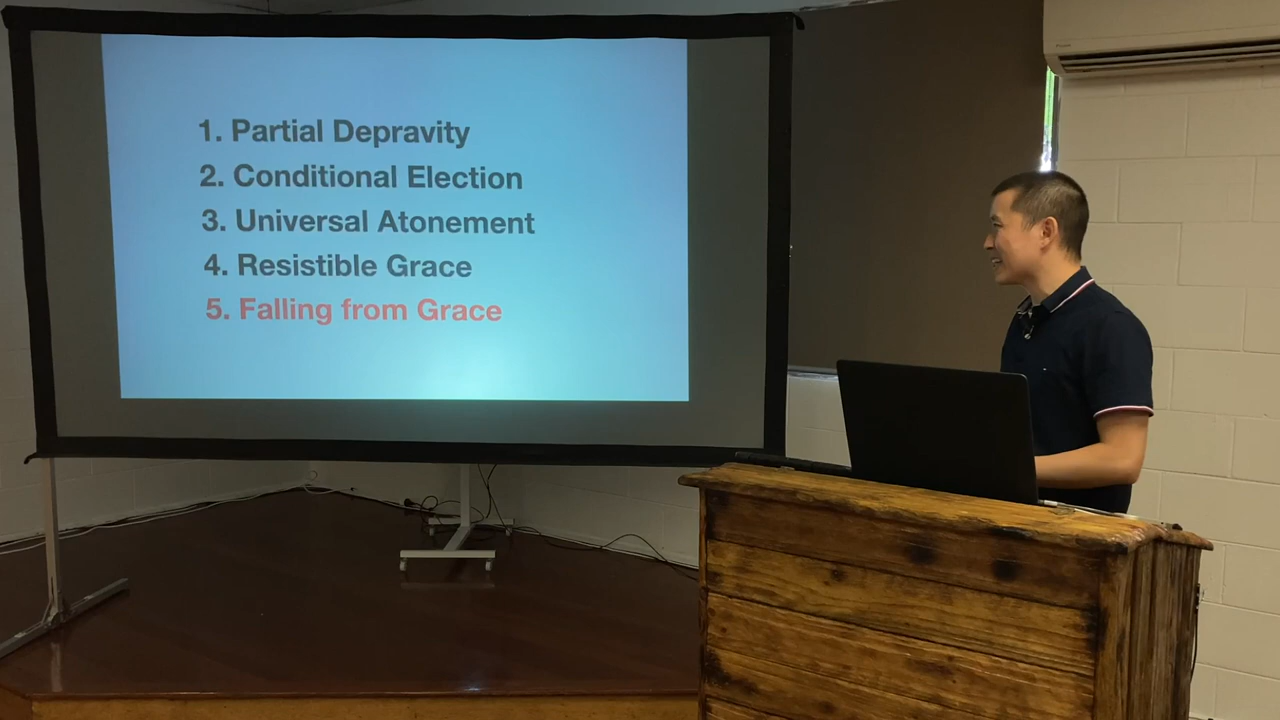 1. Partial Depravity
2. Conditional Election
3. Universal Atonement
4. Resistible Grace
5. Falling from Grace